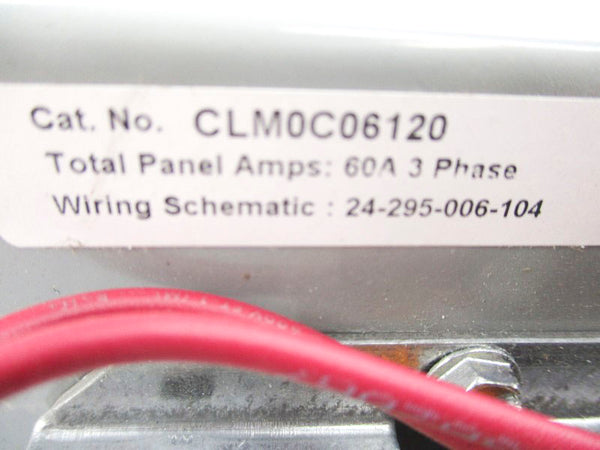 Cat. No. CLM0C06120
Total Panel Amps: 60A 3 Phase
Wiring Schematic : 24-295-006-104